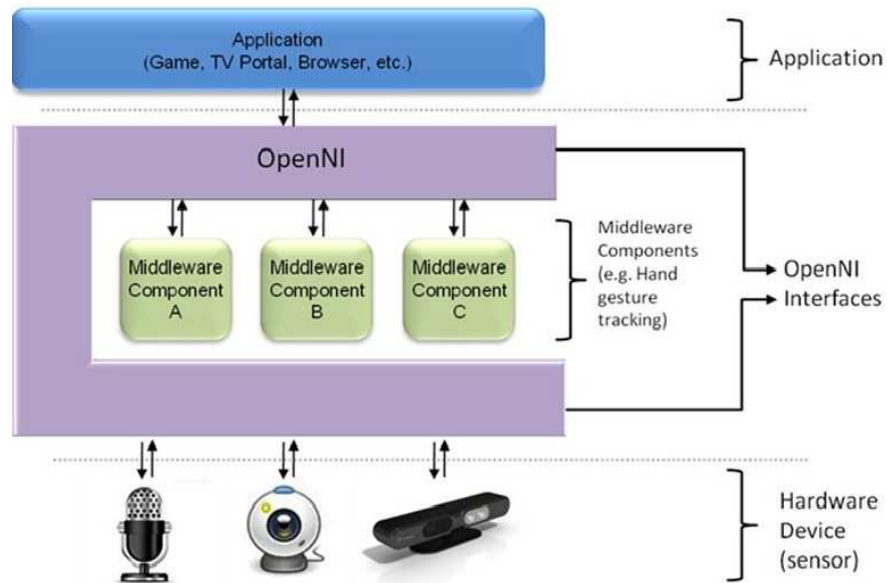 Application
(Game, TV Portal, Browser, etc.)
Application
OpenNI
Middleware
Component
A
Middleware
Component
B
Middleware
Component
C
Middleware
Components
(e.g. Hand
gesture
tracking)
OpenNI
Interfaces
Hardware
Device
(sensor)